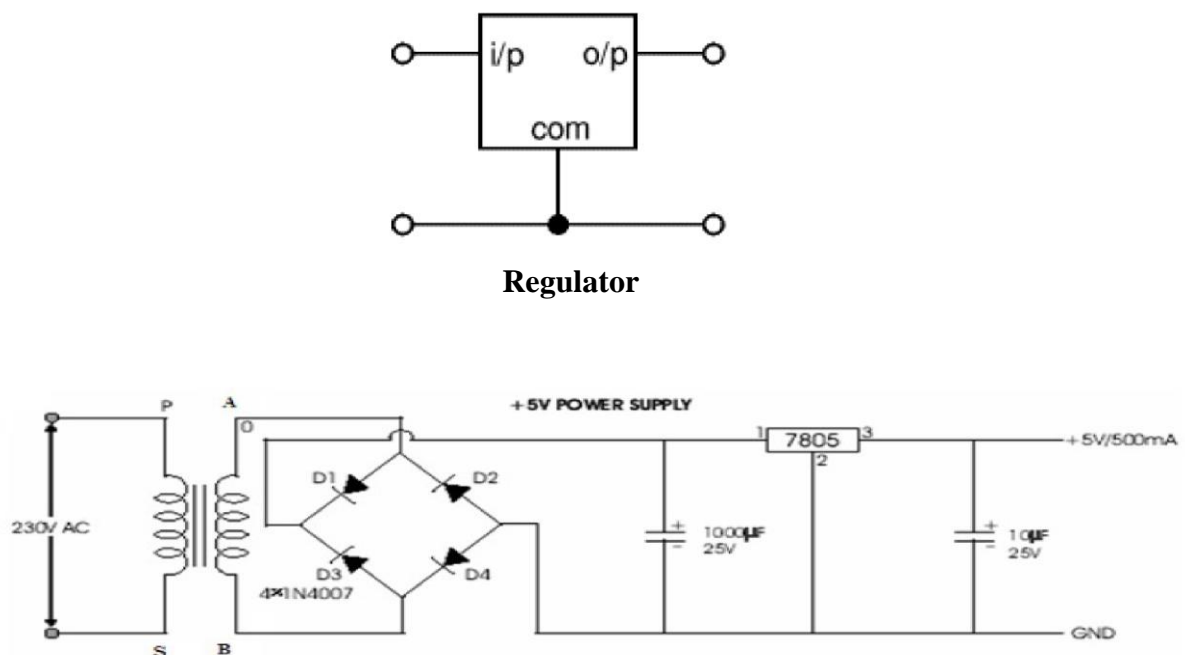 i/p o/p
com
Regulator
+5V POWER SUPPLY
P A
O
1 7805 3
2
+5V/500mA
D1 D2
230V AC
1000µF
25V
10µF
25V
D3 D4
4×1N4007
GND
S B